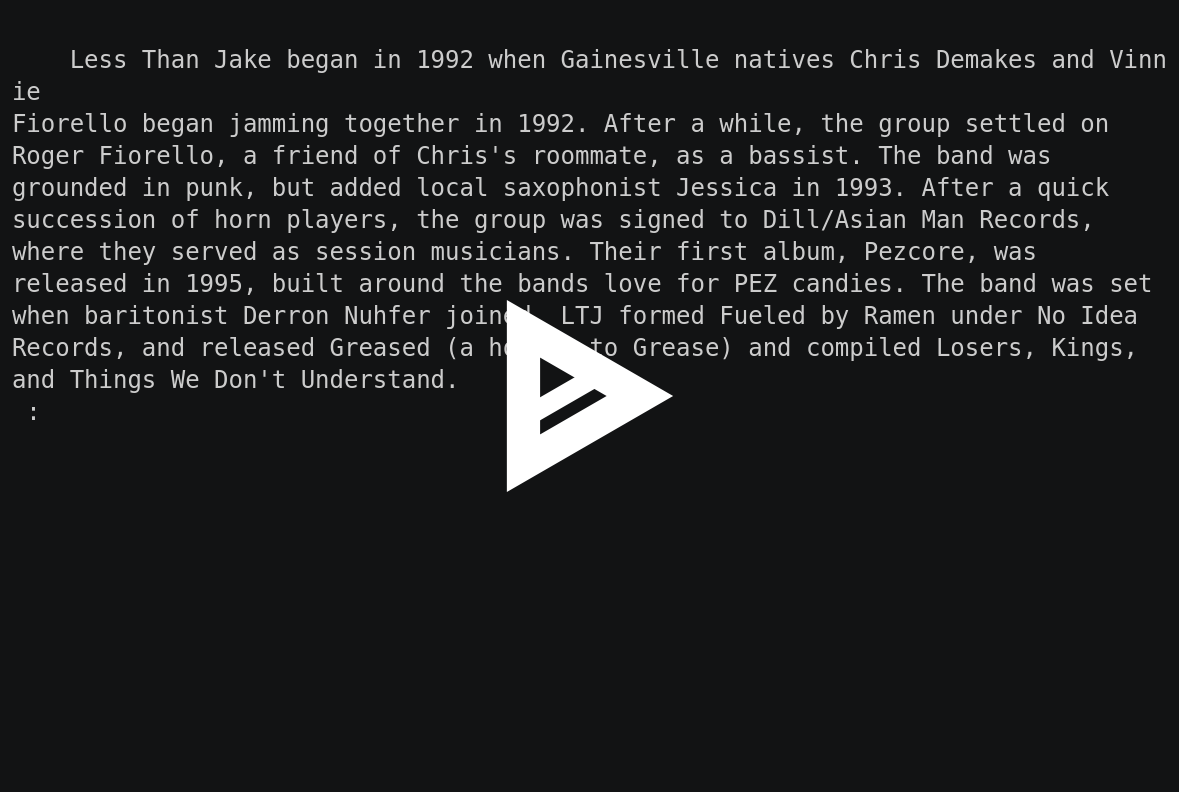 Less Than Jake began in 1992 when Gainesville natives Chris Demakes and Vinn
ie
Fiorello began jamming together in 1992. After a while, the group settled on
Roger Fiorello, a friend of Chris's roommate, as a bassist. The band was
grounded in punk, but added local saxophonist Jessica in 1993. After a quick
succession of horn players, the group was signed to Dill/Asian Man Records,
where they served as session musicians. Their first album, Pezcore, was
released in 1995, built around the bands love for PEZ candies. The band was set
when baritonist Derron Nuhfer LTJ formed Fueled by Ramen under No Idea
Records, and released Greased (a to Grease) and compiled Losers, Kings,
and Things We Don't Understand.
: